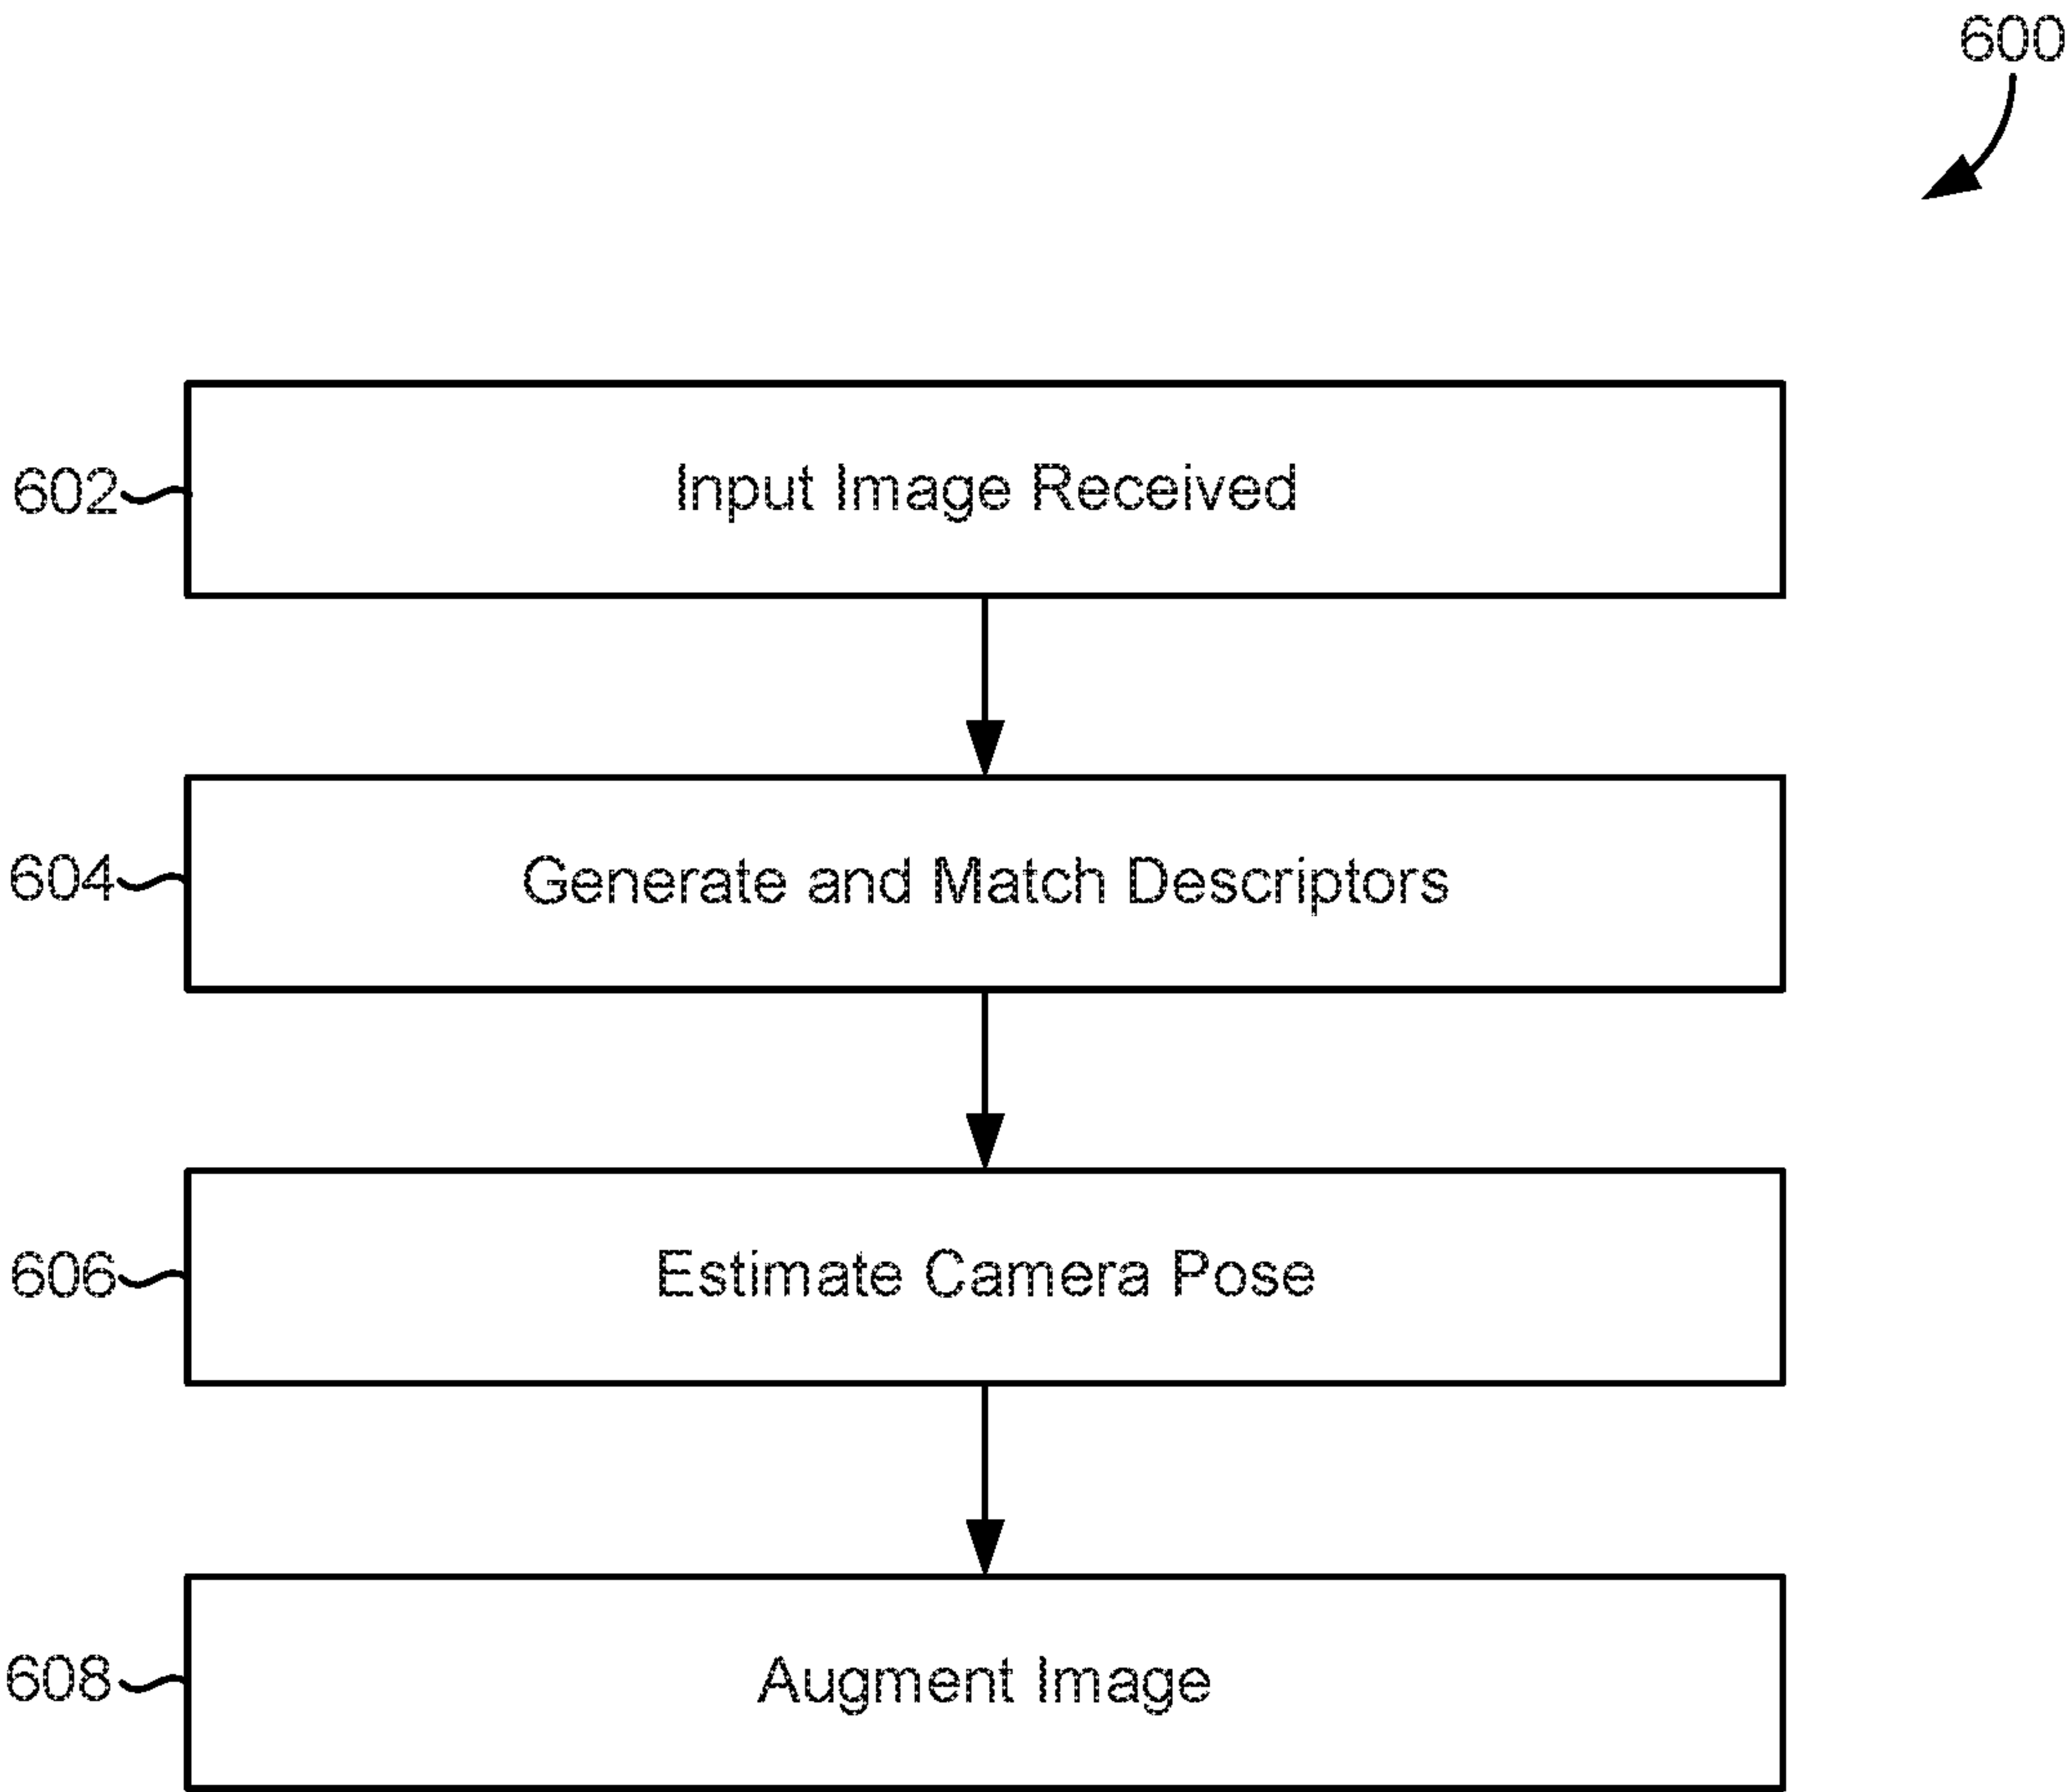 600
602 Input Image Received
604 Generate and Match Descriptors
606 Estimate Camera Pose
608 Augment Image